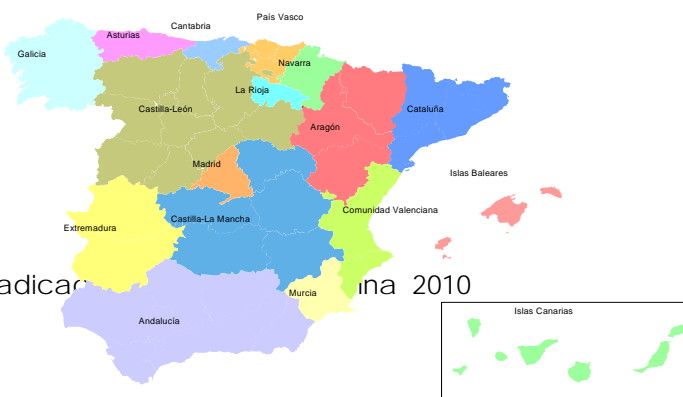 País Vasco
Cantabria
Asturias
Galicia
Navarra
La Rioja
Castilla-León
Cataluña
Aragón
Madrid
Islas Baleares
Comunidad Valenciana
Castilla-La Mancha
Extremadura
2010
Murcia
Islas Canarias
Andalucía